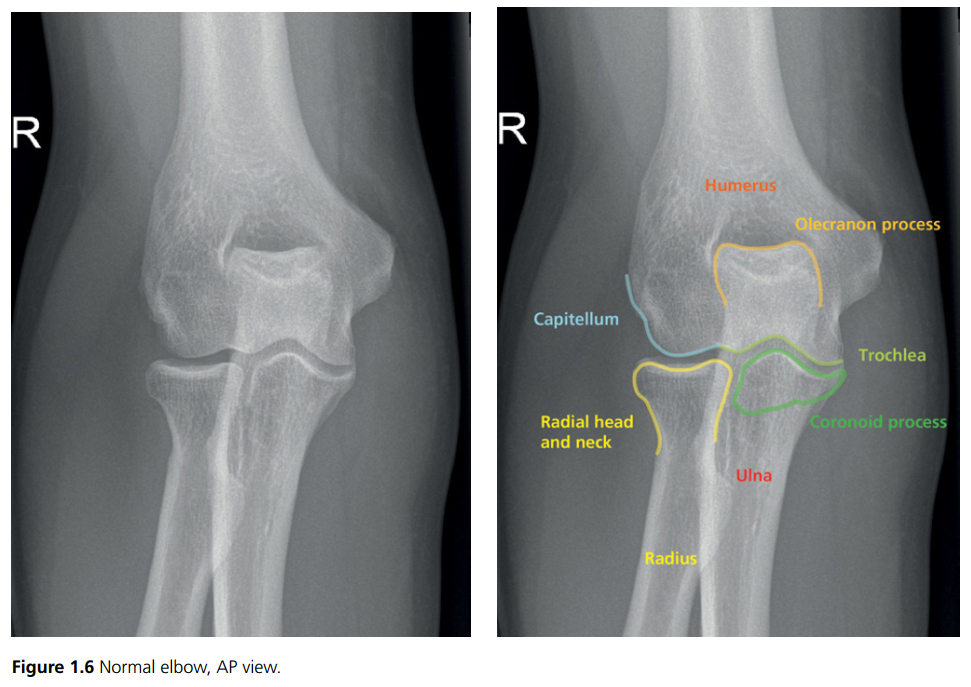 R
R
Humerus
Olecranon process
Capitellum
Trochlea
Radial head
and neck
Coronoid process
Ulna
Radius
Figure 1.6 Normal elbow, AP view.